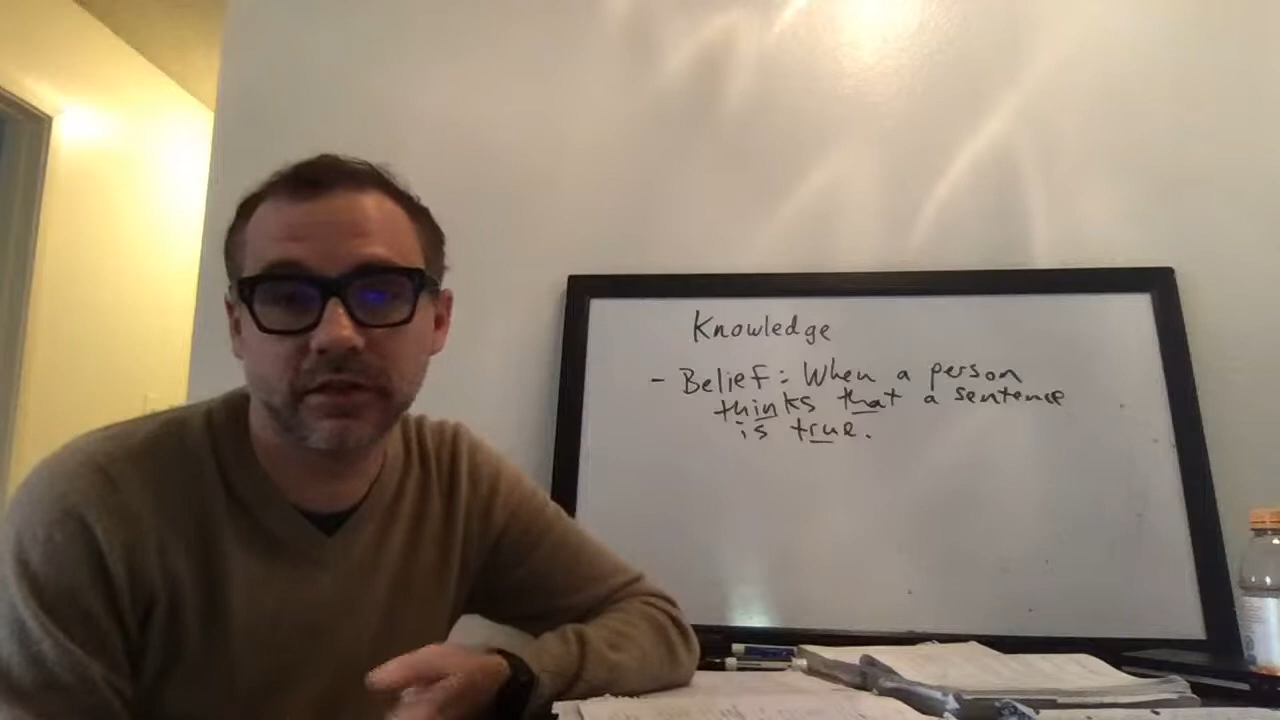 Knowledge
- Belief: When a person
thinks that a sentence
is true.